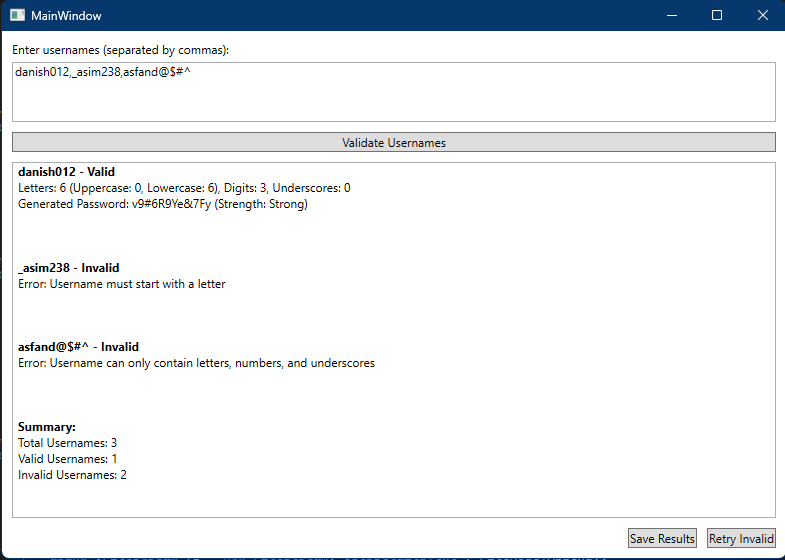 MainWindow
Enter usernames (separated by commas):
danish012,_asim238,asfand@$#^
Validate Usernames
danish012 - Valid
Letters: 6 (Uppercase: 0, Lowercase: 6), Digits: 3, Underscores: 0
Generated Password: v9#6R9Ye&7Fy (Strength: Strong)
_asim238 - Invalid
Error: Username must start with a letter
asfand@$#^ - Invalid
Error: Username can only contain letters, numbers, and underscores
Summary:
Total Usernames: 3
Valid Usernames: 1
Invalid Usernames: 2
Save Results
Retry Invalid